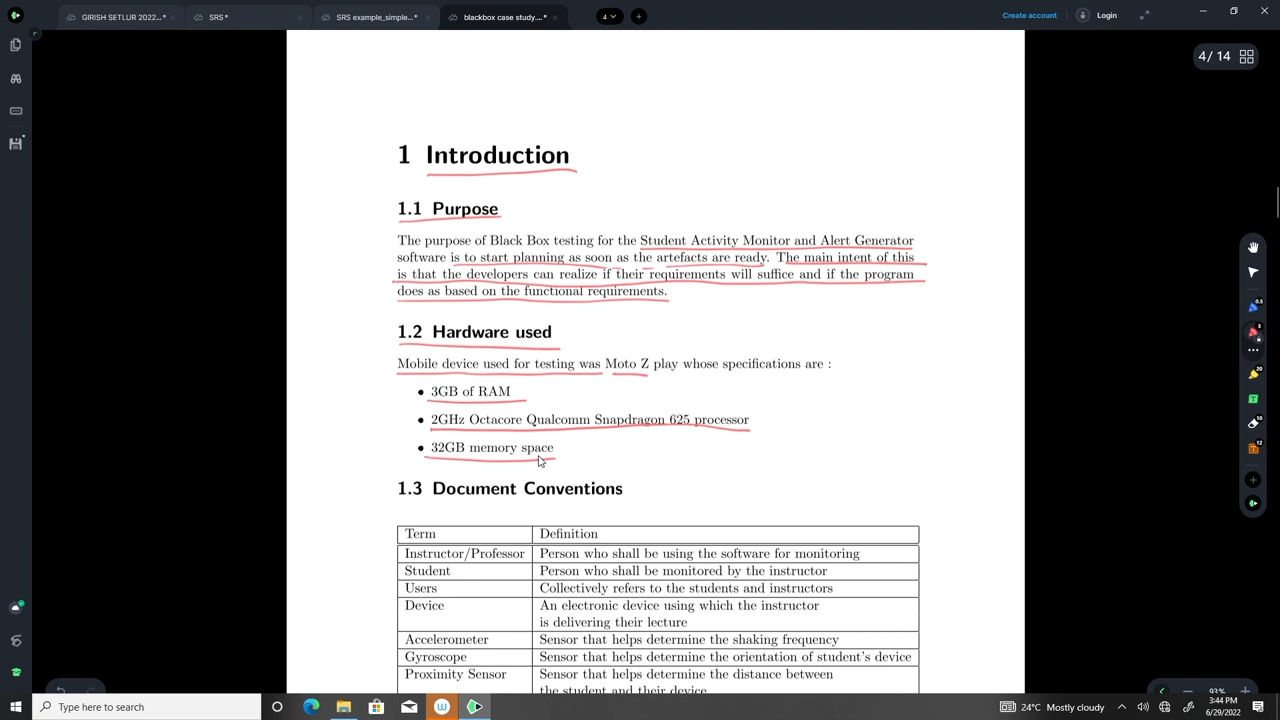 GIRISH SETLUR 2022...* SRS* SRS example_simple...* blackbox case study....* 4 Create account Login
4/ 14
1 Introduction
1.1 Purpose
The purpose of Black Box testing for the Student Activity Monitor and Alert Generator
software is to start planning as soon as the artefacts are ready. The main intent of this
is that the developers can realize if their requirements will suffice and if the program
does as based on the functional requirements.
1.2 Hardware used
Mobile device used for testing was Moto Z play whose specifications are :
• 3GB of RAM
• 2GHz Octacore Qualcomm Snapdragon 625 processor
• 32GB memory space
1.3 Document Conventions
Term Definition
Instructor/Professor Person who shall be using the software for monitoring
Student Person who shall be monitored by the instructor
Users Collectively refers to the students and instructors
Device An electronic device using which the instructor
is delivering their lecture
Accelerometer Sensor that helps determine the shaking frequency
Gyroscope Sensor that helps determine the orientation of student's device
Proximity Sensor Sensor that helps determine the distance between
the student and their device
93%
Type here to search 24°C Mostly cloudy 3:44 PM
6/29/2022